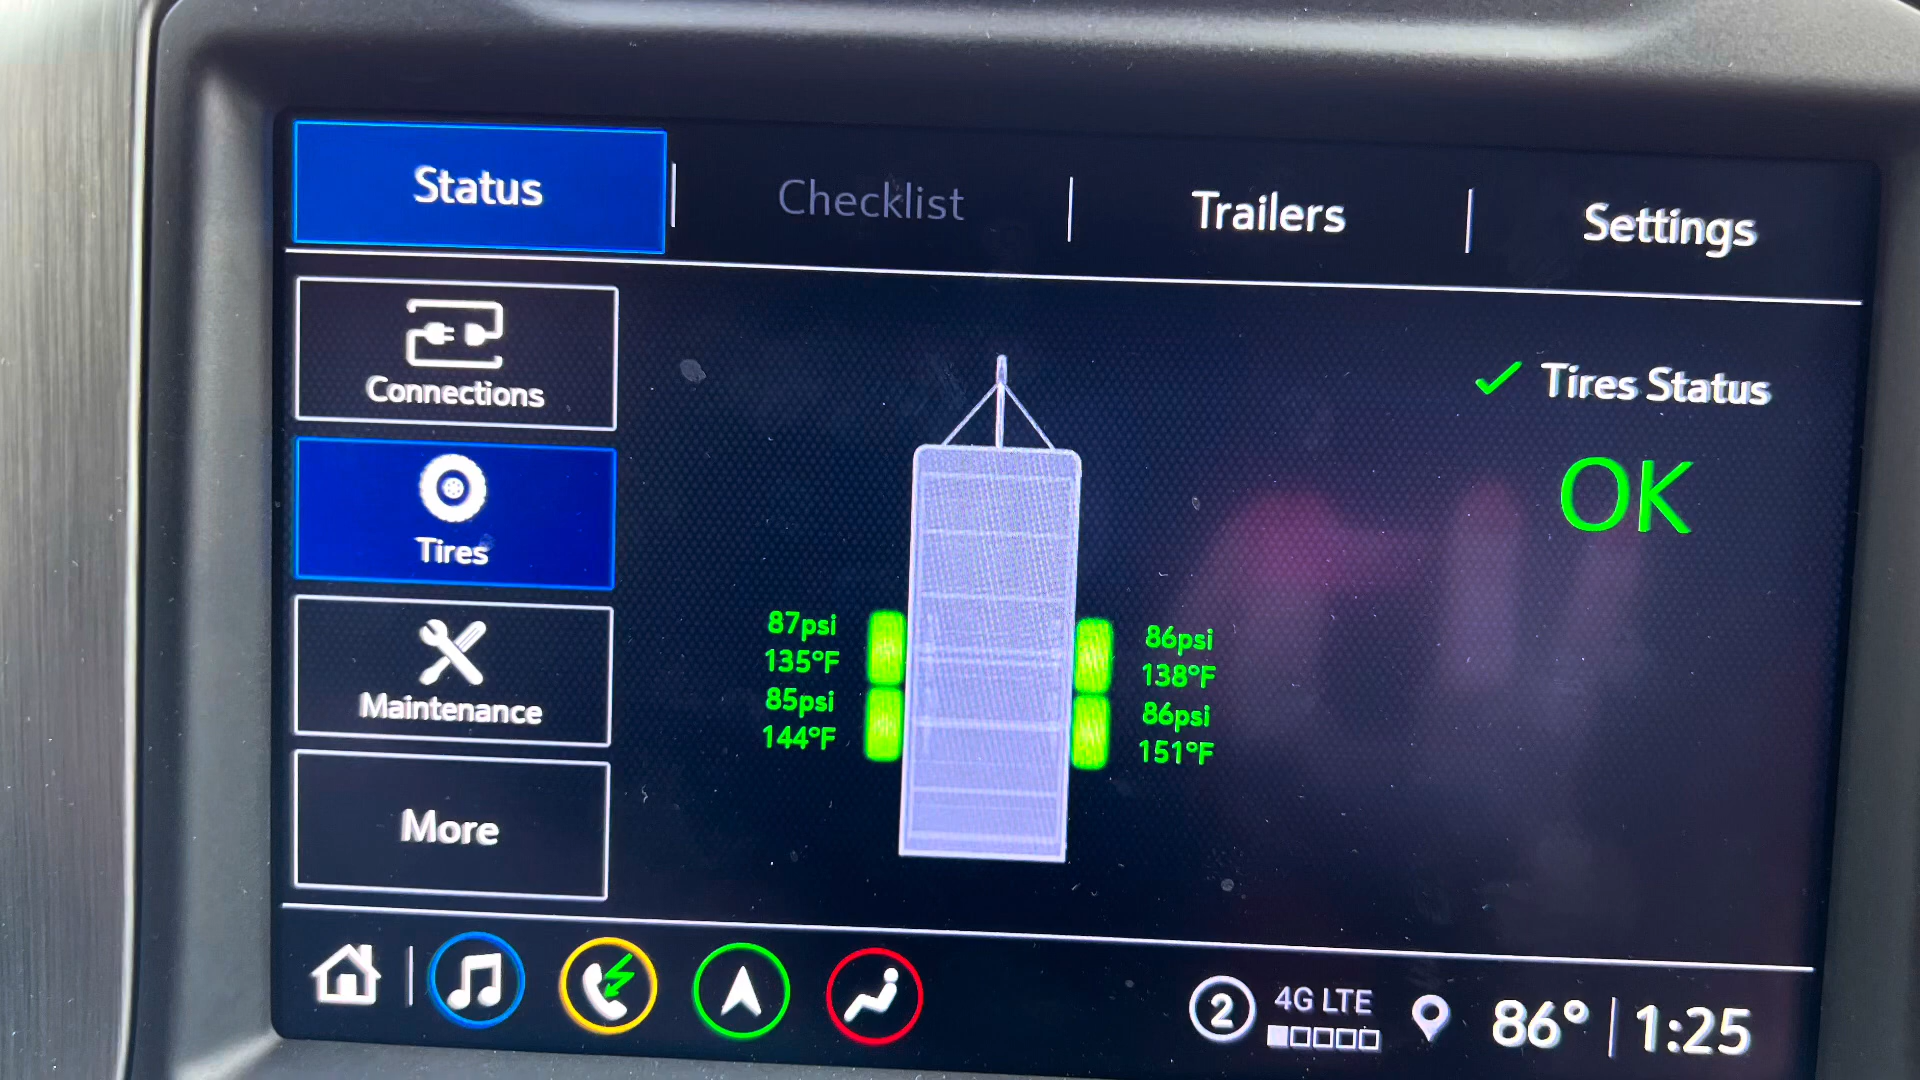 Status
Checklist
Trailers
Settings
Connections
Tires
Maintenance
More
87psi
135°F
85psi
144°F
86psi
138°F
86psi
151°F
Tires Status
OK
2
4G LTE
86°
1:25